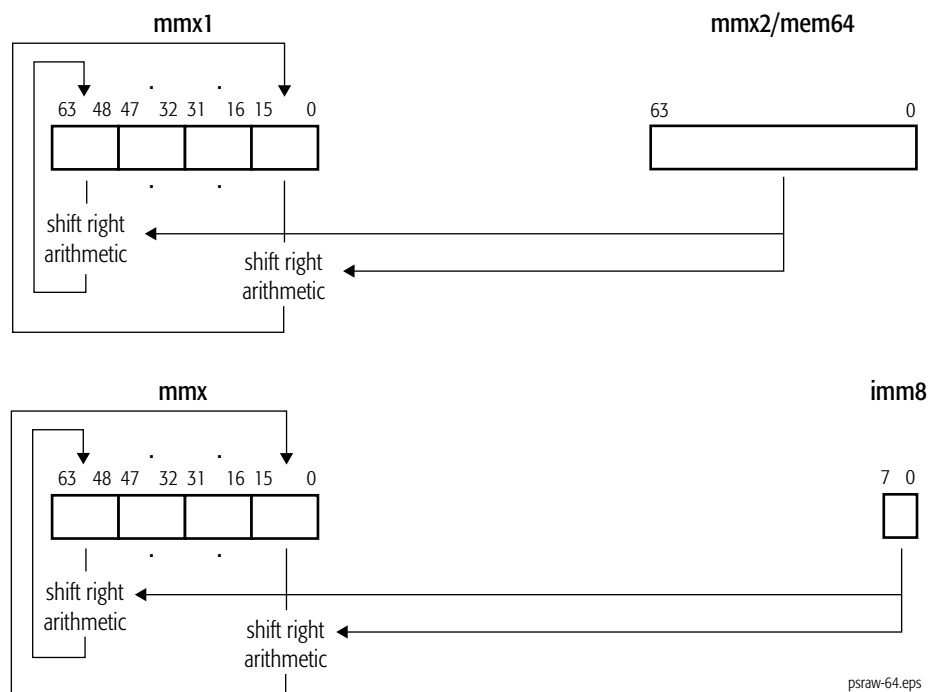 mmx1 mmx2/mem64
. .
63 48 47 32 31 16 15 0 63 0
. .
shift right
arithmetic
shift right
arithmetic
mmx imm8
. .
63 48 47 32 31 16 15 0 7 0
. .
shift right
arithmetic
shift right
arithmetic
psraw-64.eps